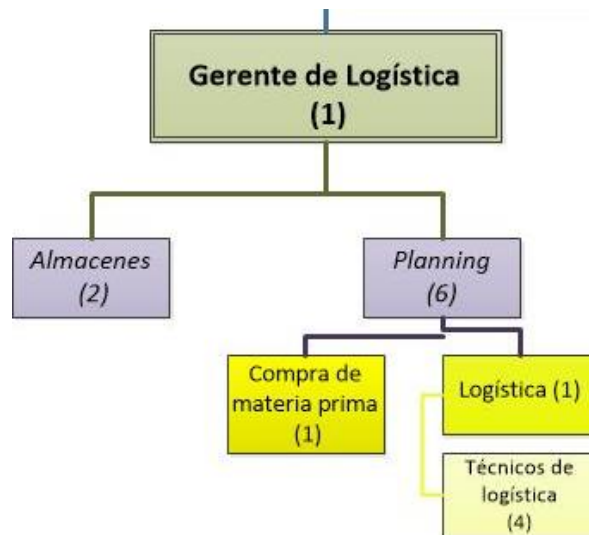 Gerente de Logística
(1)
Almacenes
(2)
Planning
(6)
Compra de
materia prima
(1)
Logística (1)
Técnicos de
logística
(4)